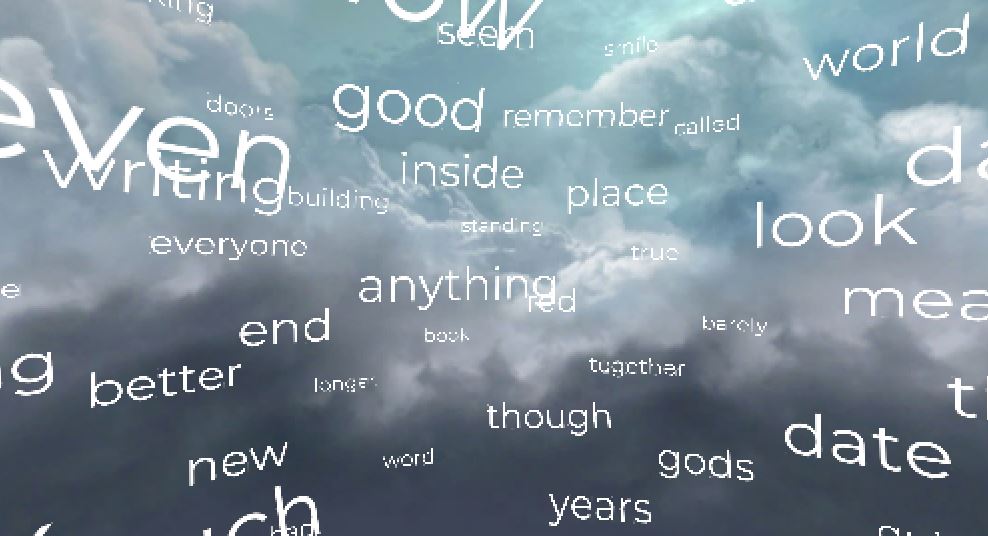 seem
smile
world
good
doors
remember
called
even
writing
inside
building
place
look
standing
everyone
true
anything
red
end
book
barely
better
longer
together
though
date
new
word
gods
years